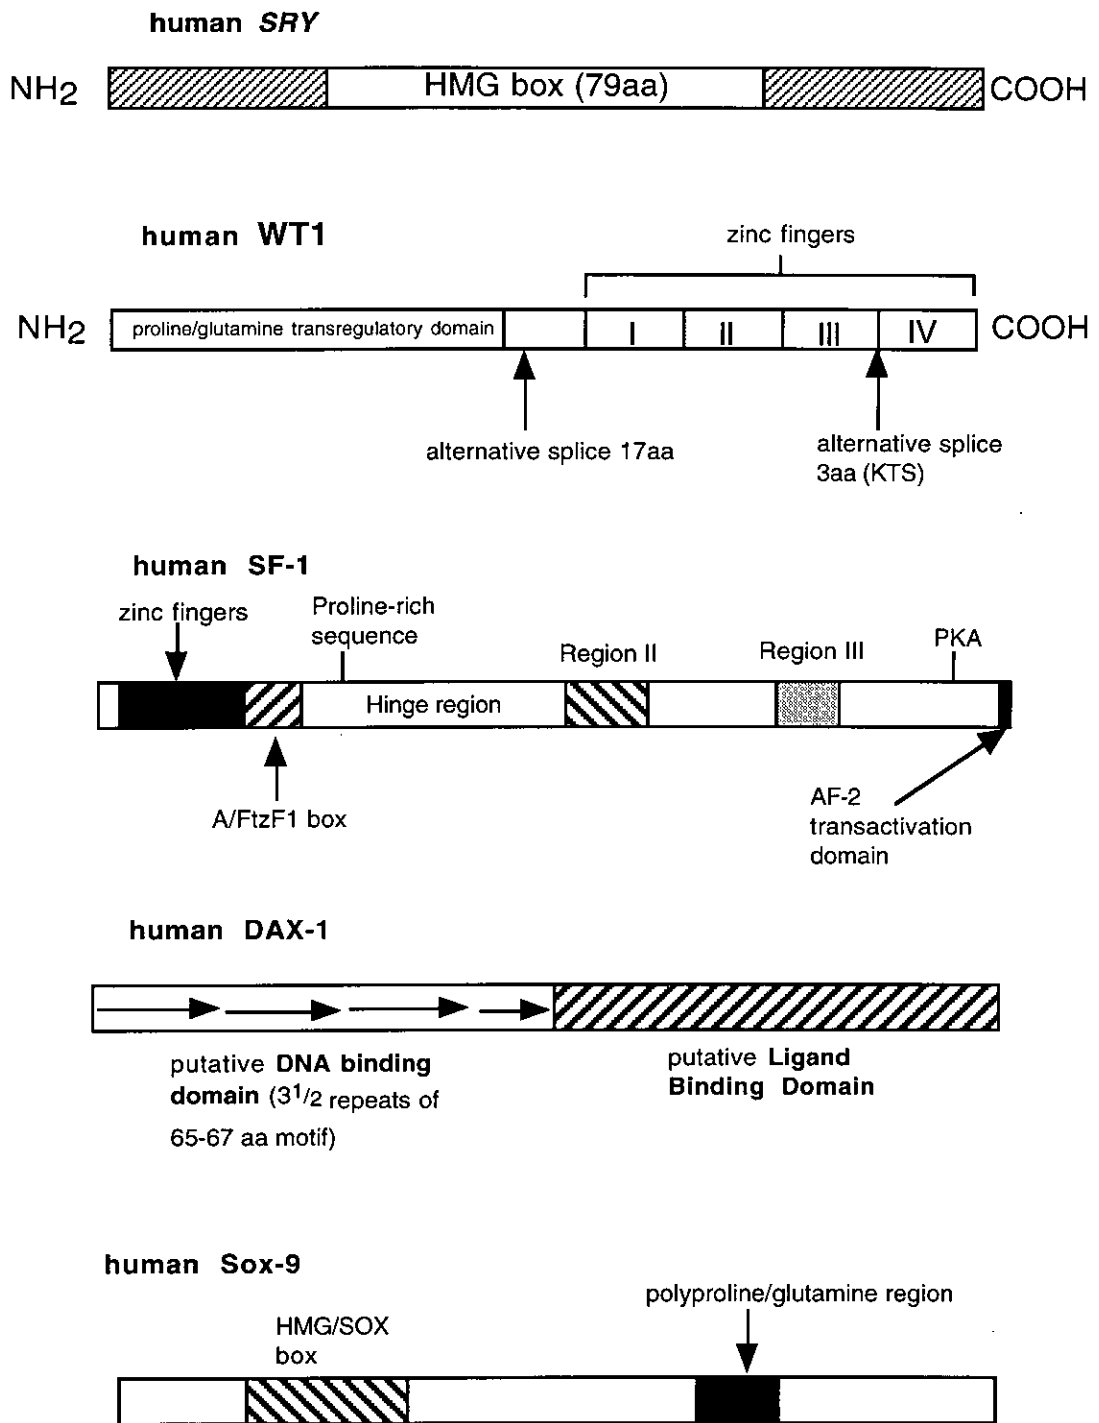 human SRY
NH2
HMG box (79aa)
COOH
human WT1
zinc fingers
NH2
proline/glutamine transregulatory domain
I
II
III
IV
COOH
alternative splice 17aa
alternative splice
3aa (KTS)
human SF-1
zinc fingers
Proline-rich
sequence
Region II
Region III
PKA
Hinge region
A/FtzF1 box
AF-2
transactivation
domain
human DAX-1
putative DNA binding
domain (3 1/2 repeats of
65-67 aa motif)
putative Ligand
Binding Domain
human Sox-9
polyproline/glutamine region
HMG/SOX
box